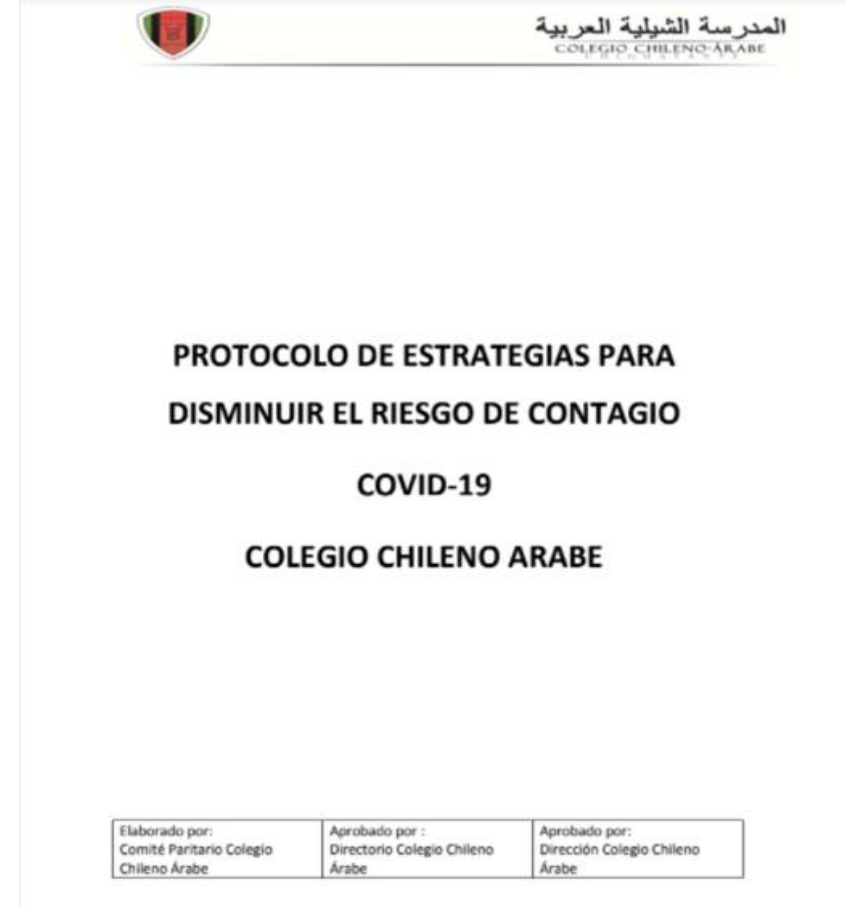 المدرسة الشيلية العربية
COLEGIO CHILENO-ÁRABE
PROTOCOLO DE ESTRATEGIAS PARA
DISMINUIR EL RIESGO DE CONTAGIO
COVID-19
COLEGIO CHILENO ARABE
Elaborado por:
Comité Paritario Colegio
Chileno Árabe
Aprobado por :
Directorio Colegio Chileno
Árabe
Aprobado por:
Dirección Colegio Chileno
Árabe